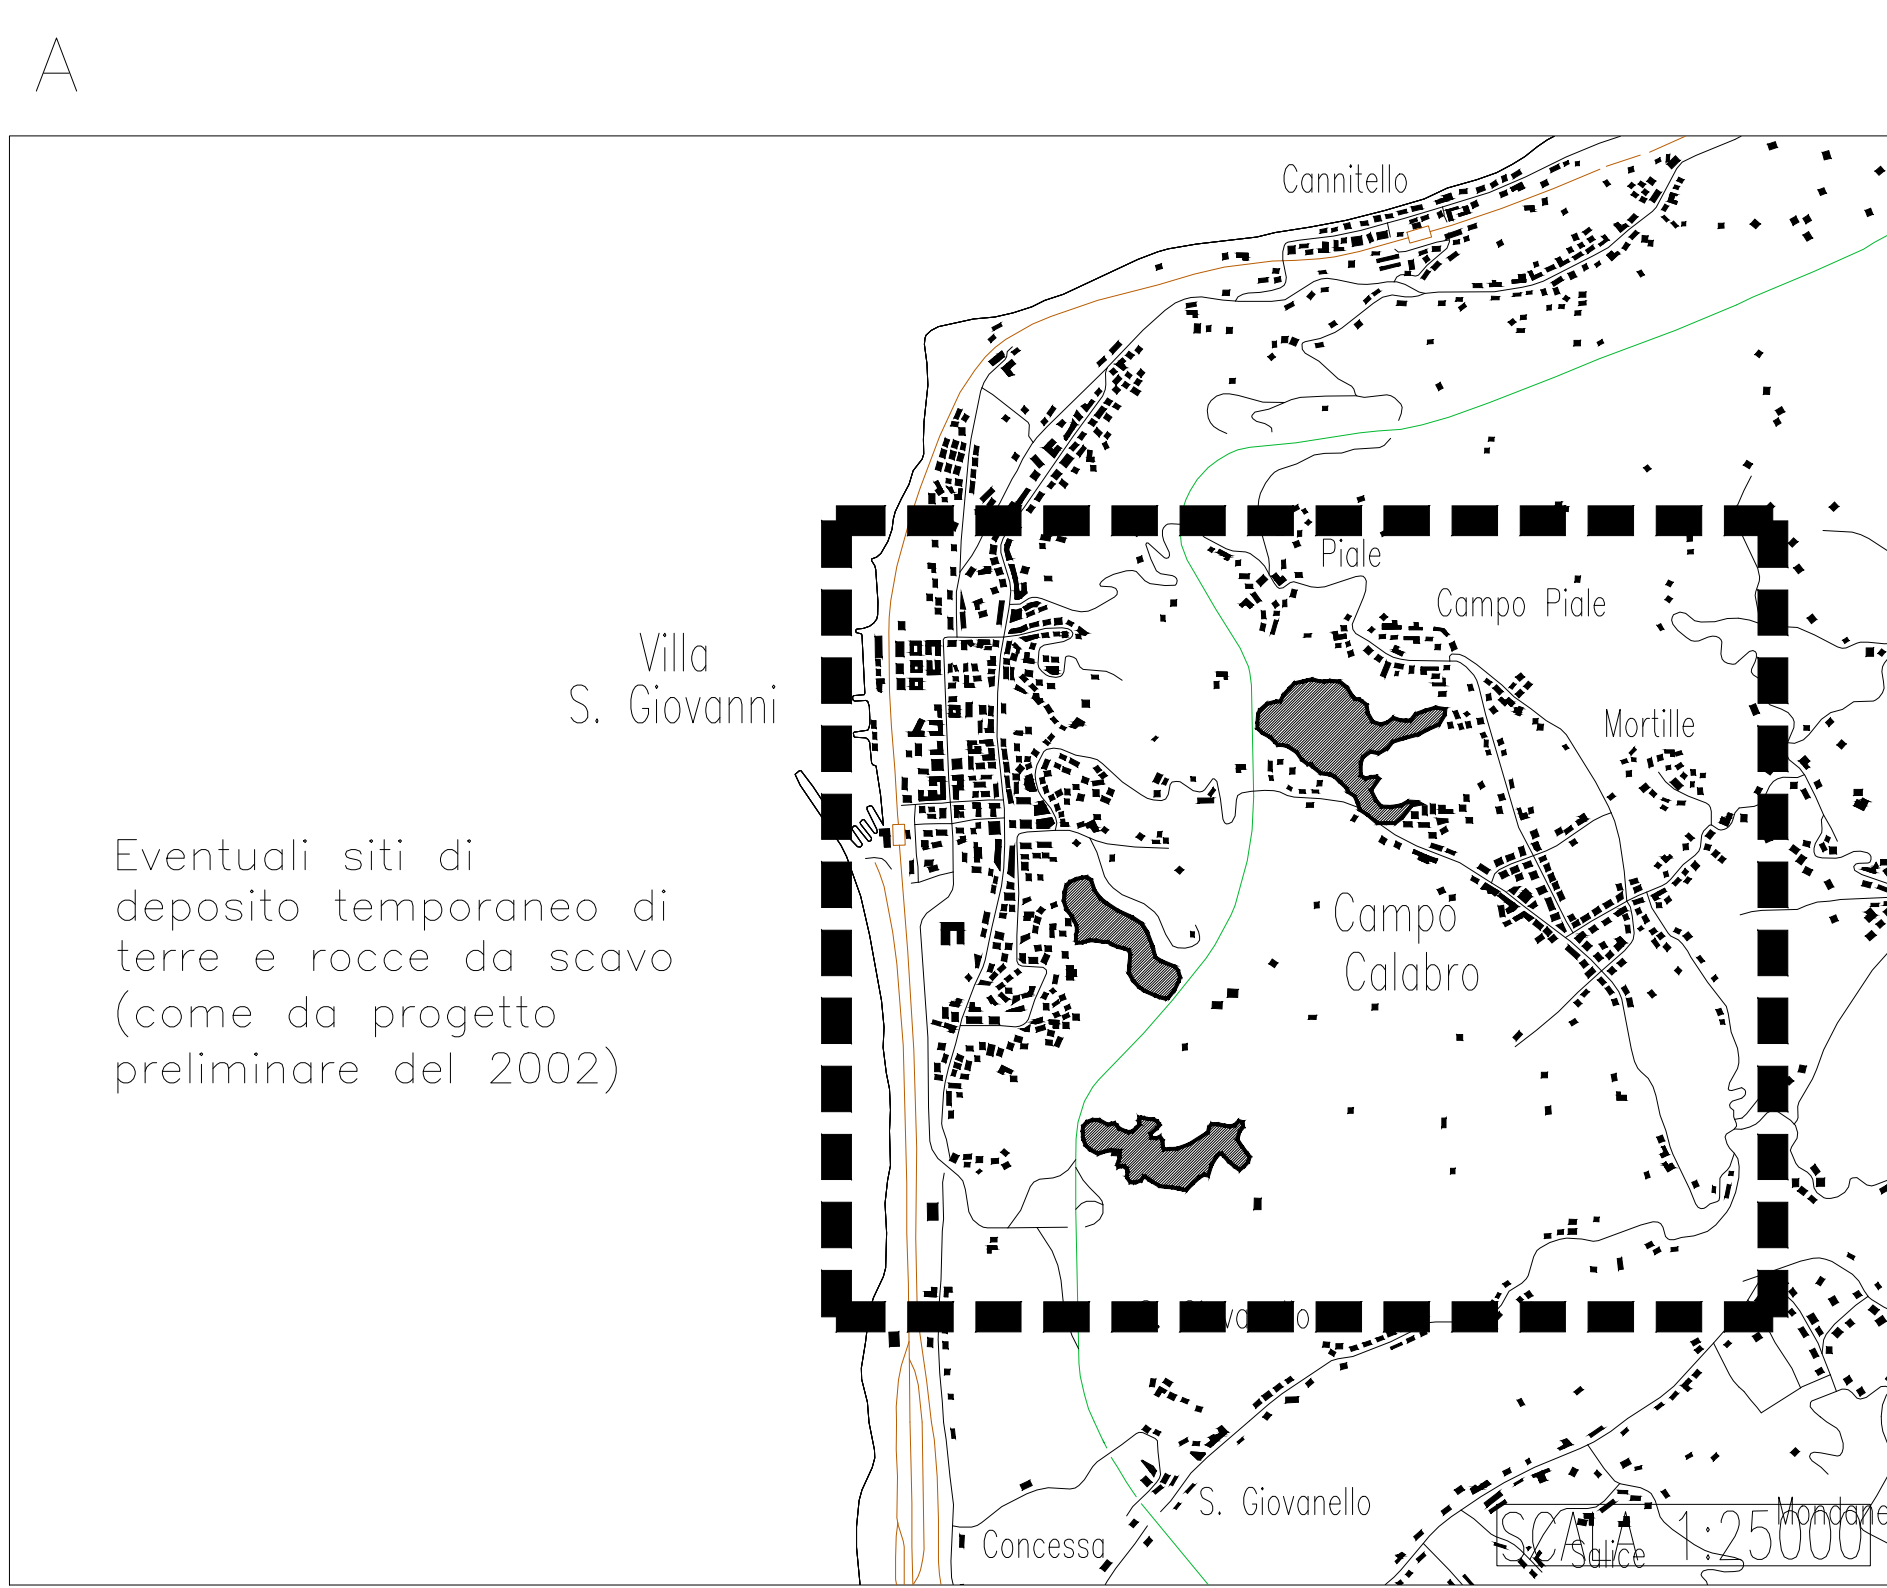 A
Cannitello
Piale
Campo Piale
Villa
S. Giovanni
Mortille
Eventuali siti di
deposito temporaneo di
terre e rocce da scavo
(come da progetto
preliminare del 2002)
Campo
Calabro
S. Giovanello
Concessa
SCALA 1:25000
Salice